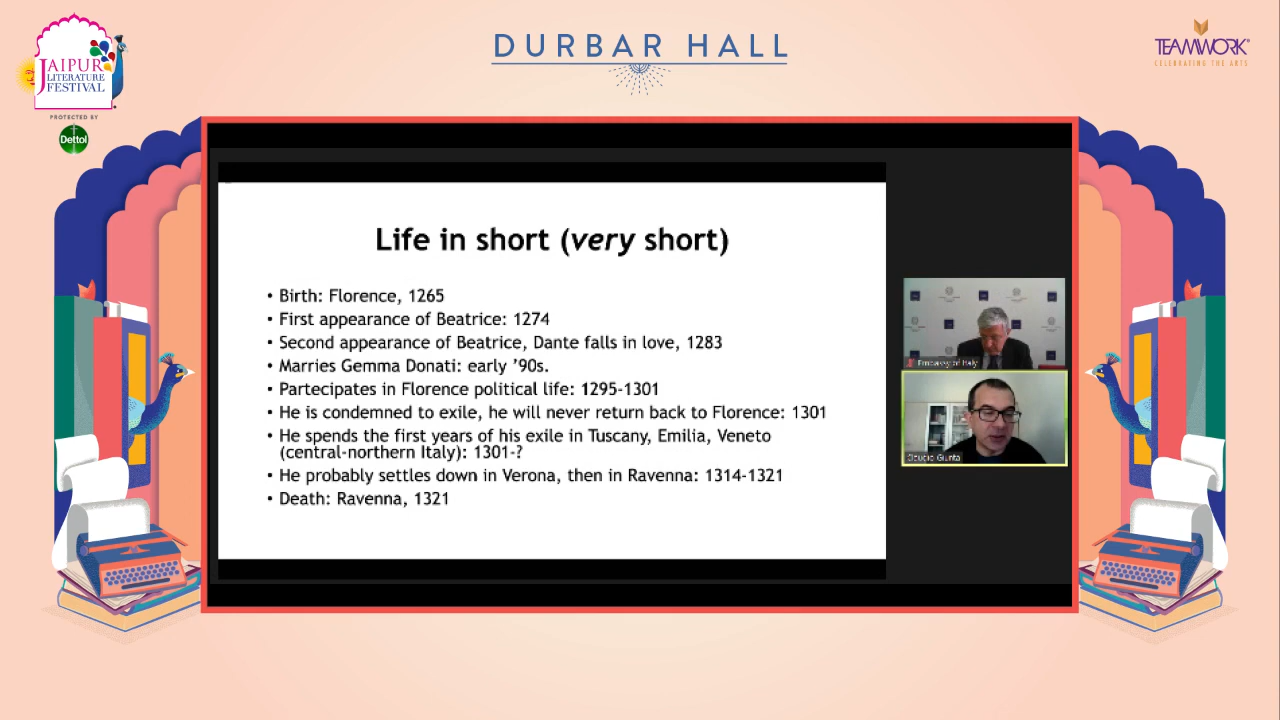 JAIPUR
LITERATURE
FESTIVAL
PROTECTED BY
Dettol
DURBAR HALL
TEAMWORK
CELEBRATING THE ARTS
Life in short (very short)
• Birth: Florence, 1265
• First appearance of Beatrice: 1274
• Second appearance of Beatrice, Dante falls in love, 1283
• Marries Gemma Donati: early ’90s.
• Partecipates in Florence political life: 1295-1301
• He is condemned to exile, he will never return back to Florence: 1301
• He spends the first years of his exile in Tuscany, Emilia, Veneto
(central-northern Italy): 1301-?
• He probably settles down in Verona, then in Ravenna: 1314-1321
• Death: Ravenna, 1321
Embassy of Italy
Claudio Giunta